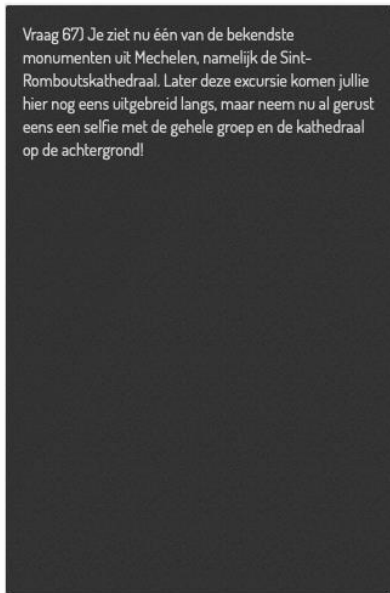 Vraag 67) Je ziet nu één van de bekendste
monumenten uit Mechelen, namelijk de Sint-
Romboutskathedraal. Later deze excursie komen jullie
hier nog eens uitgebreid langs, maar neem nu al gerust
eens een selfie met de gehele groep en de kathedraal
op de achtergrond!